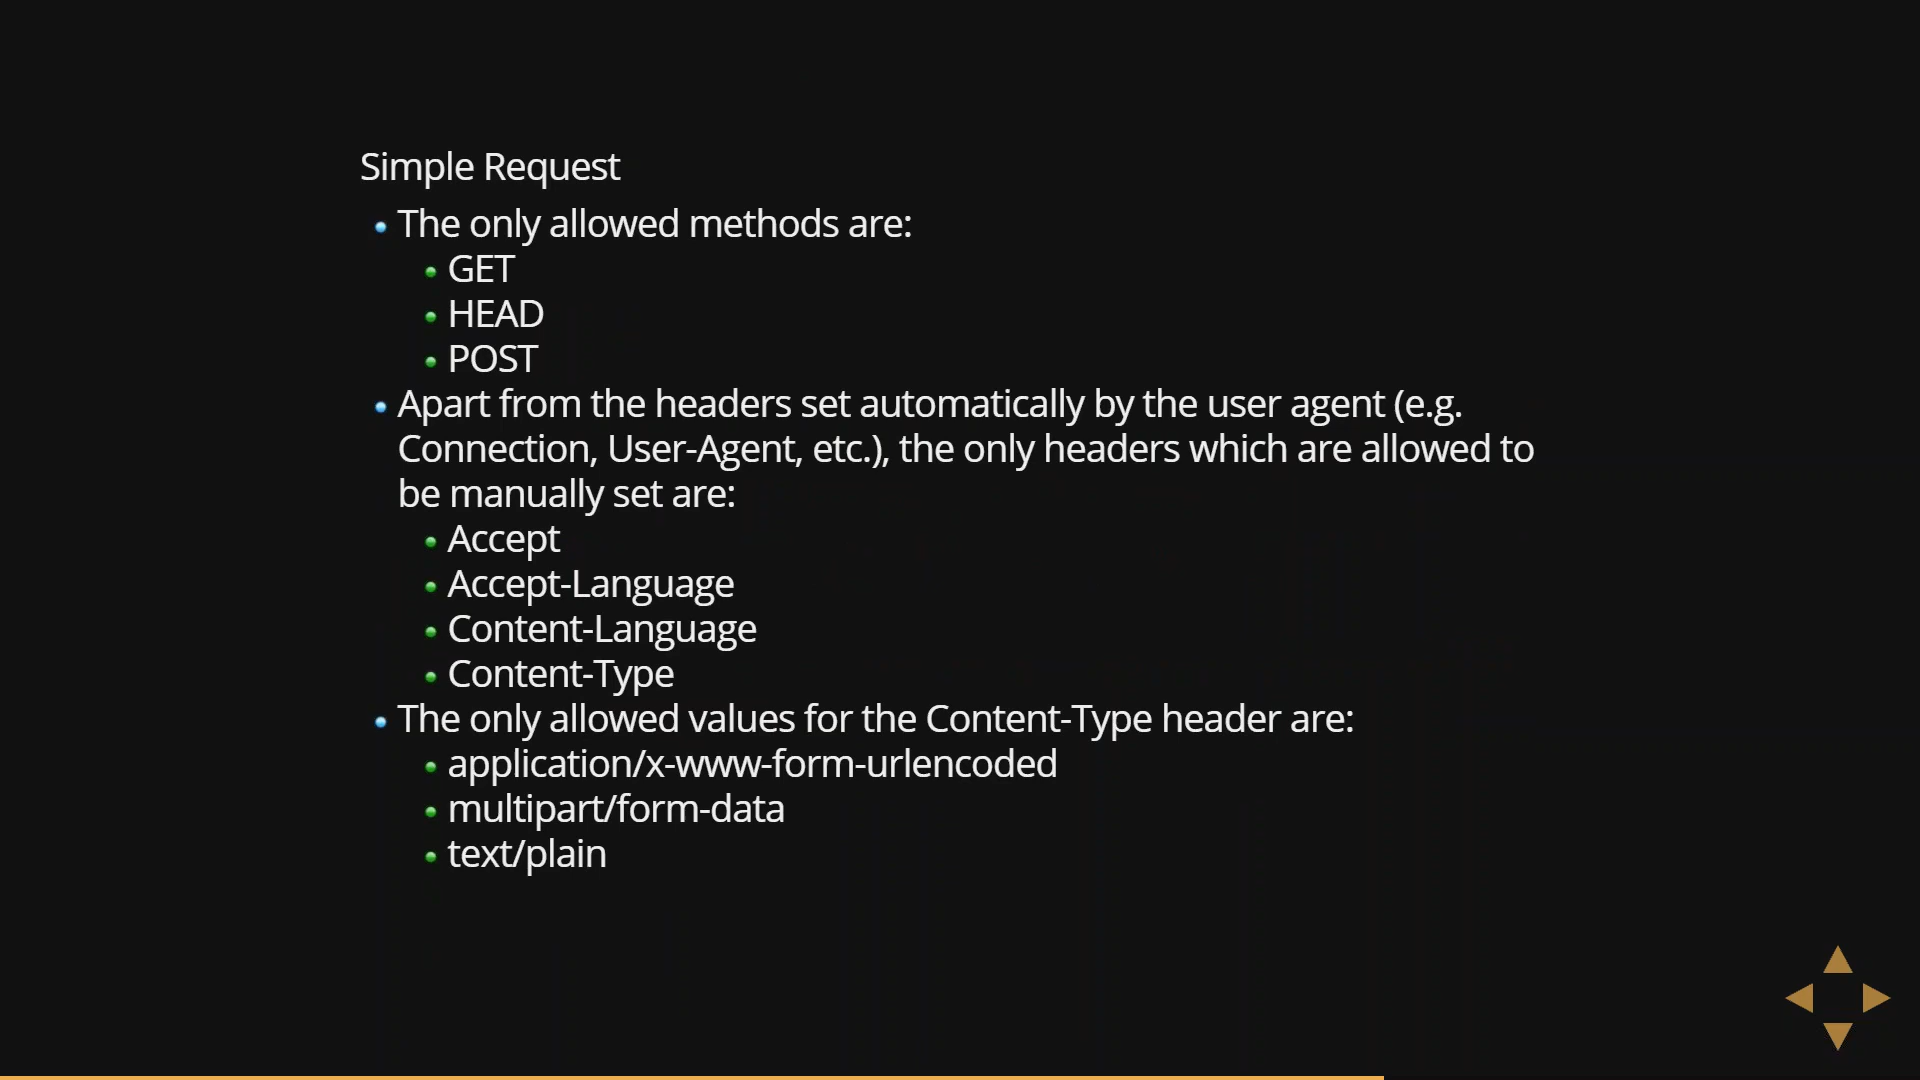 Simple Request
The only allowed methods are:
GET
HEAD
POST
Apart from the headers set automatically by the user agent (e.g.
Connection, User-Agent, etc.), the only headers which are allowed to
be manually set are:
Accept
Accept-Language
Content-Language
Content-Type
The only allowed values for the Content-Type header are:
application/x-www-form-urlencoded
multipart/form-data
text/plain